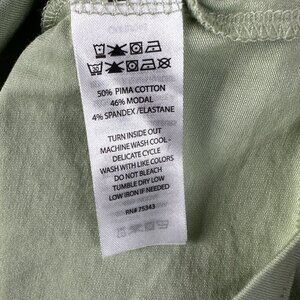 50% PIMA COTTON
46% MODAL
4% SPANDEX/ELASTANE
TURN INSIDE OUT
MACHINE WASH COOL
DELICATE CYCLE
WASH WITH LIKE COLORS
DO NOT BLEACH
TUMBLE DRY LOW
LOW IRON IF NEEDED
RN# 75343